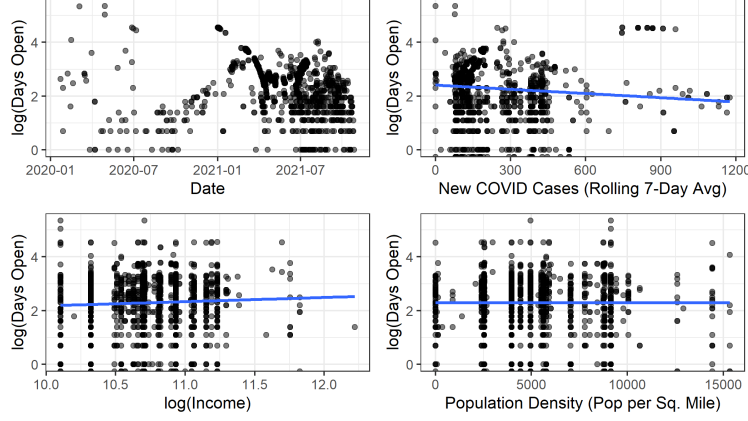 log(Days Open)
4
2
0
2020-01 2020-07 2021-01 2021-07
Date
log(Days Open)
4
2
0
0 300 600 900 1200
New COVID Cases (Rolling 7-Day Avg)
log(Days Open)
4
2
0
10.0 10.5 11.0 11.5 12.0
log(Income)
log(Days Open)
4
2
0
0 5000 10000 15000
Population Density (Pop per Sq. Mile)